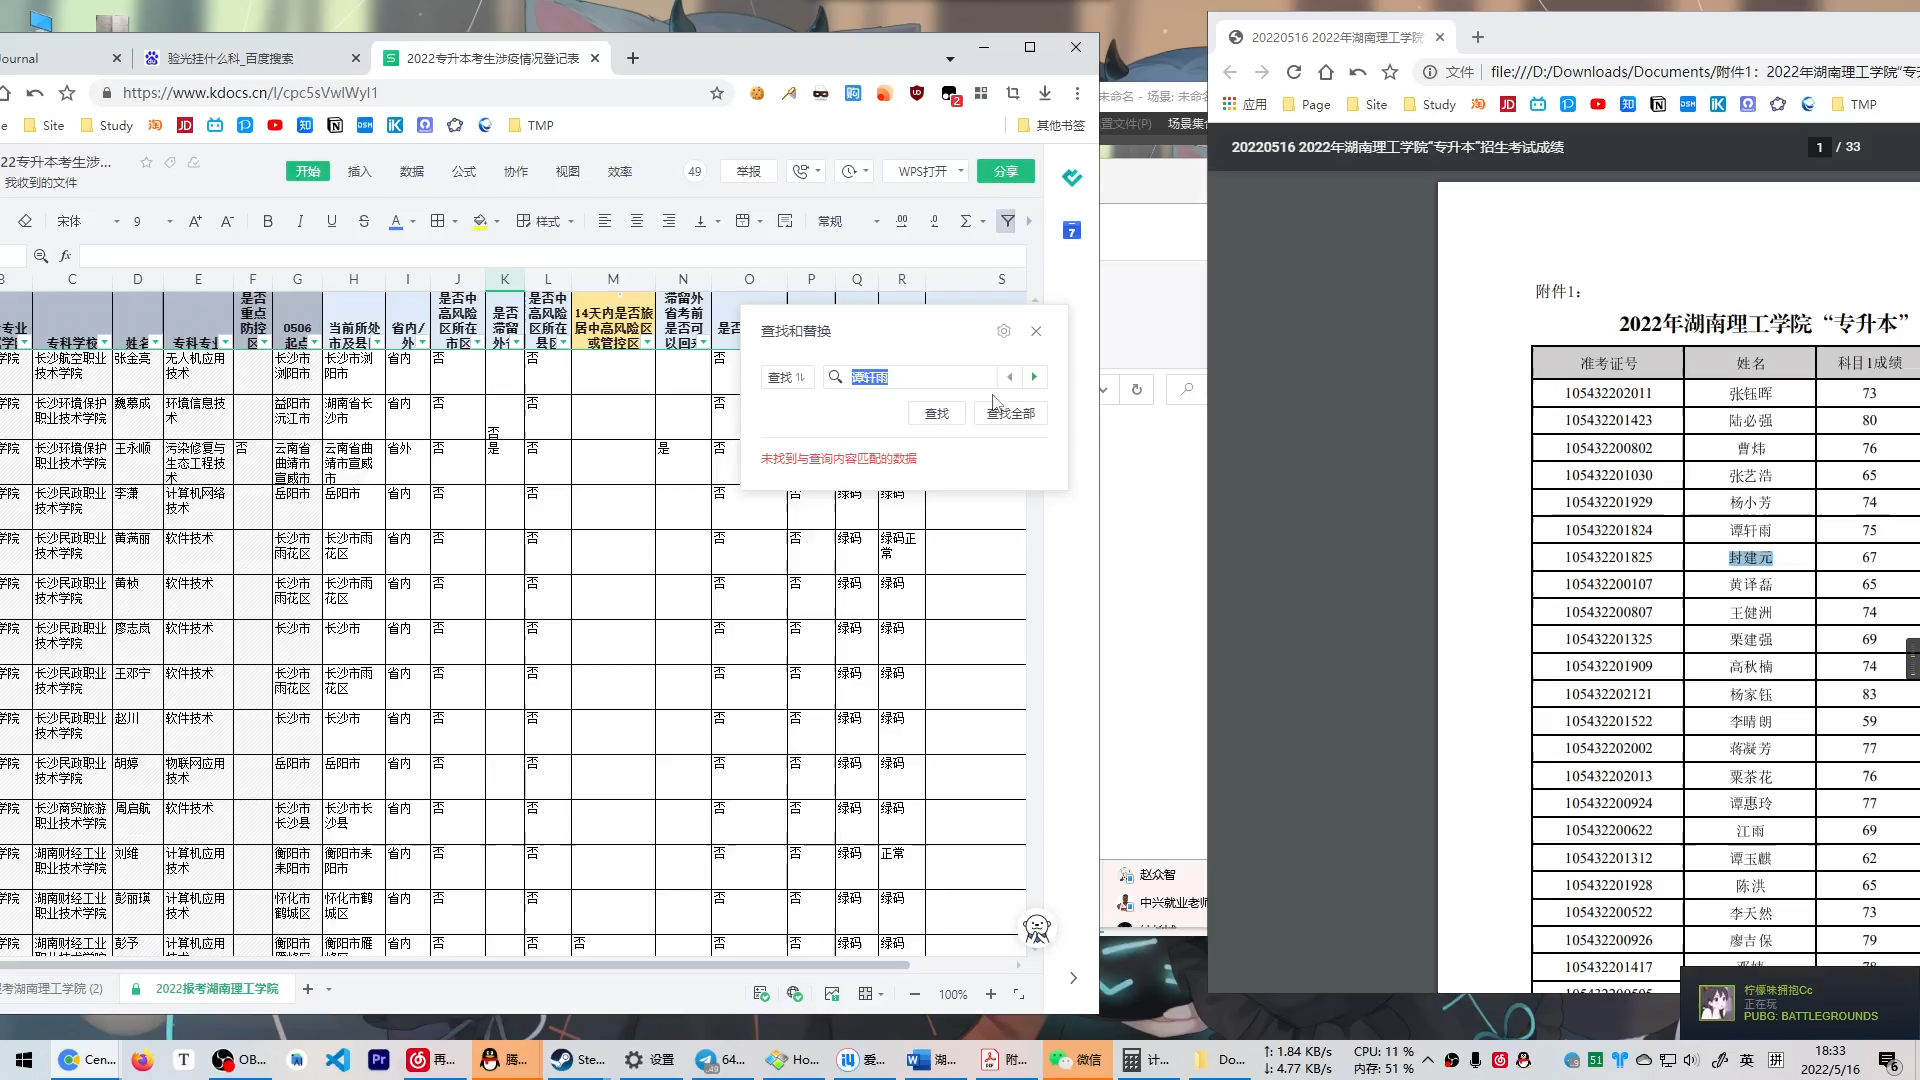 ournal
验光挂什么科_百度搜索
2022专升本考生涉疫情况登记表
https://www.kdocs.cn/l/cpc5sVwlWyI1
Site
Study
TMP
其他书签
22专升本考生涉...
我收到的文件
开始
插入
数据
公式
协作
视图
效率
49
举报
WPS打开
分享
宋体
9
样式
常规
C D E F G H I J K L M N O P Q R S
专业
专科学校
姓名
专科专业
是否重点防控区
0506起点
当前所处市及县
省内/外
是否中高风险区所在市区
是否滞留外
是否中高风险区所在县区
14天内是否旅居中高风险区或管控区
滞留外省考前是否可以回
学院 长沙航空职业技术学院 张金亮 无人机应用技术 长沙市浏阳市 长沙市浏阳市 省内 否 否 否
学院 长沙环境保护职业技术学院 魏慕成 环境信息技术 益阳市沅江市 湖南省长沙市 省内 否 否 否 否
学院 长沙环境保护职业技术学院 王永顺 污染修复与生态工程技术 否 云南省曲靖市宣威市 云南省曲靖市宣威市 省外 否 是 否 是 否
学院 长沙民政职业技术学院 李潇 计算机网络技术 岳阳市 岳阳市 省内 否 否 否 否 绿码 绿码
学院 长沙民政职业技术学院 黄满丽 软件技术 长沙市雨花区 长沙市雨花区 省内 否 否 否 否 绿码 绿码正常
学院 长沙民政职业技术学院 黄桢 软件技术 长沙市雨花区 长沙市雨花区 省内 否 否 否 否 绿码 绿码
学院 长沙民政职业技术学院 廖志岚 软件技术 长沙市 长沙市 省内 否 否 否 否 绿码 绿码
学院 长沙民政职业技术学院 王邓宁 软件技术 长沙市雨花区 长沙市雨花区 省内 否 否 否 否 绿码 绿码
学院 长沙民政职业技术学院 赵川 软件技术 长沙市 长沙市 省内 否 否 否 否 绿码 绿码
学院 长沙民政职业技术学院 胡婷 物联网应用技术 岳阳市 岳阳市 省内 否 否 否 否 绿码 绿码
学院 长沙商贸旅游职业技术学院 周启航 软件技术 长沙市长沙县 长沙市长沙县 省内 否 否 否 否 绿码 绿码
学院 湖南财经工业职业技术学院 刘维 计算机应用技术 衡阳市耒阳市 衡阳市耒阳市 省内 否 否 否 否 绿码 正常
学院 湖南财经工业职业技术学院 彭丽瑛 计算机应用技术 怀化市鹤城区 怀化市鹤城区 省内 否 否 否 否 绿码 绿码
学院 湖南财经工业 彭予 计算机应用 衡阳市 衡阳市雁 省内 否 否 否 否 否 绿码 绿码
查找和替换
查找
谭轩雨
查找
查找全部
未找到与查询内容匹配的数据
考湖南理工学院 (2)
2022报考湖南理工学院
100%
未命名 - 场景: 未命名
配置文件(P)
场景集合
赵众智
中兴就业老师
20220516 2022年湖南理工学院
文件
file:///D:/Downloads/Documents/附件1：2022年湖南理工学院“专
应用
Page
Site
Study
TMP
20220516 2022年湖南理工学院“专升本”招生考试成绩
1 / 33
附件1：
2022年湖南理工学院“专升本”
准考证号 姓名 科目1成绩
105432202011 张钰晖 73
105432201423 陆必强 80
105432200802 曹炜 76
105432201030 张艺浩 65
105432201929 杨小芳 74
105432201824 谭轩雨 75
105432201825 封建元 67
105432200107 黄译磊 65
105432200807 王健洲 74
105432201325 栗建强 69
105432201909 高秋楠 74
105432202121 杨家钰 83
105432201522 李晴朗 59
105432202002 蒋凝芳 77
105432202013 粟茶花 76
105432200924 谭惠玲 77
105432200622 江雨 69
105432201312 谭玉麒 62
105432201928 陈洪 65
105432200522 李天然 73
105432200926 廖吉保 79
105432201417
柠檬味拥抱Cc
正在玩
PUBG: BATTLEGROUNDS
Cen...
OB...
再...
腾...
Ste...
设置
64...
Ho...
爱...
湖...
附...
微信
计...
Do...
↑: 1.84 KB/s
↓: 4.77 KB/s
CPU: 11 %
内存: 51 %
51
英
拼
18:33
2022/5/16
6